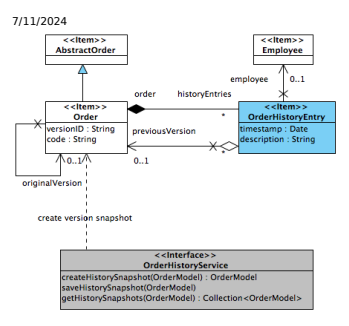 7/11/2024
<<Item>>
AbstractOrder
<<Item>>
Employee
employee
0..1
<<Item>>
Order
versionID : String
code : String
order
historyEntries
*
<<Item>>
OrderHistoryEntry
timestamp : Date
description : String
previousVersion
0..1
*
0..1
originalVersion
create version snapshot
<<Interface>>
OrderHistoryService
createHistorySnapshot(OrderModel) : OrderModel
saveHistorySnapshot(OrderModel)
getHistorySnapshots(OrderModel) : Collection<OrderModel>